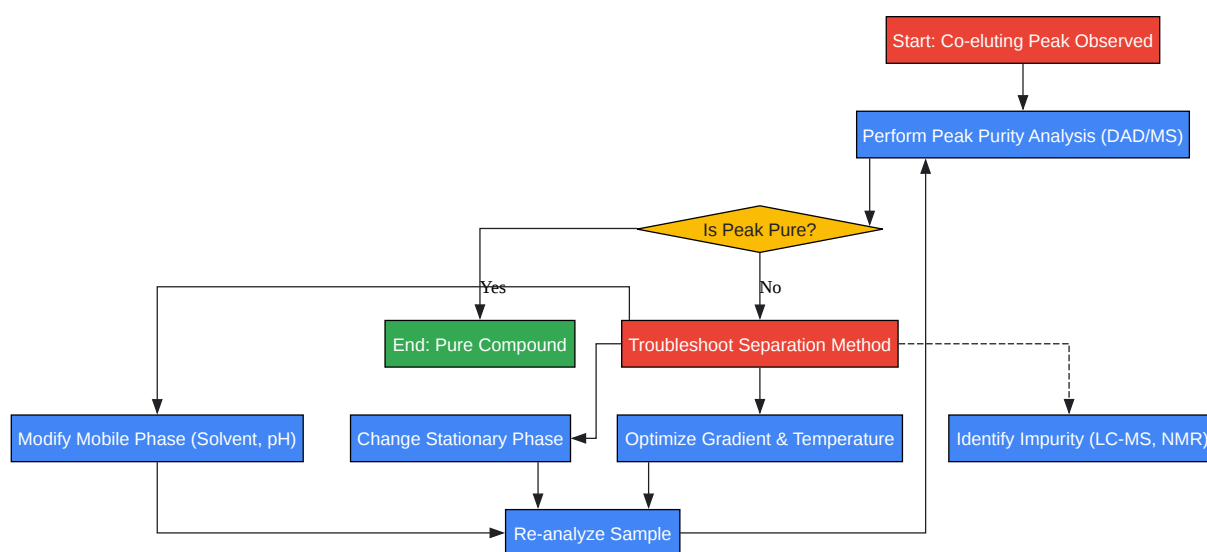 Start: Co-eluting Peak Observed
Perform Peak Purity Analysis (DAD/MS)
Is Peak Pure?
Yes
No
End: Pure Compound
Troubleshoot Separation Method
Modify Mobile Phase (Solvent, pH)
Change Stationary Phase
Optimize Gradient & Temperature
Identify Impurity (LC-MS, NMR)
Re-analyze Sample